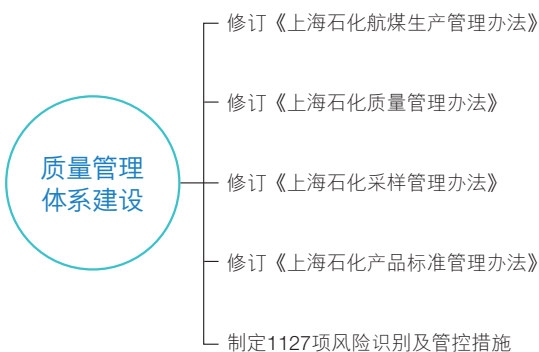 质量管理
体系建设
修订《上海石化航煤生产管理办法》
修订《上海石化质量管理办法》
修订《上海石化采样管理办法》
修订《上海石化产品标准管理办法》
制定1127项风险识别及管控措施